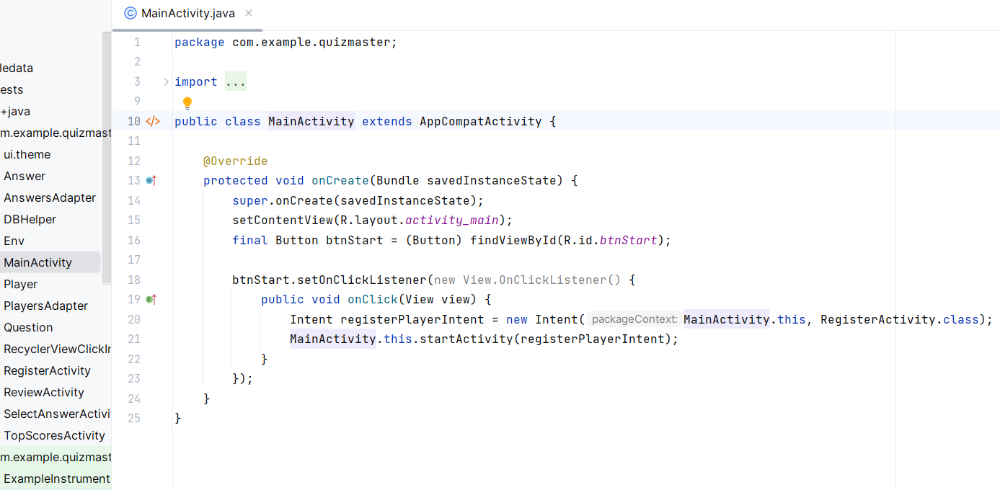 MainActivity.java
ledata
ests
+java
m.example.quizmast
ui.theme
Answer
AnswersAdapter
DBHelper
Env
MainActivity
Player
PlayersAdapter
Question
RecyclerViewClickIn
RegisterActivity
ReviewActivity
SelectAnswerActivi
TopScoresActivity
m.example.quizmast
ExampleInstrument
1 package com.example.quizmaster;
2
3 import ...
9
10 </> public class MainActivity extends AppCompatActivity {
11
12 @Override
13 protected void onCreate(Bundle savedInstanceState) {
14 super.onCreate(savedInstanceState);
15 setContentView(R.layout.activity_main);
16 final Button btnStart = (Button) findViewById(R.id.btnStart);
17
18 btnStart.setOnClickListener(new View.OnClickListener() {
19 public void onClick(View view) {
20 Intent registerPlayerIntent = new Intent( packageContext: MainActivity.this, RegisterActivity.class);
21 MainActivity.this.startActivity(registerPlayerIntent);
22 }
23 });
24 }
25 }